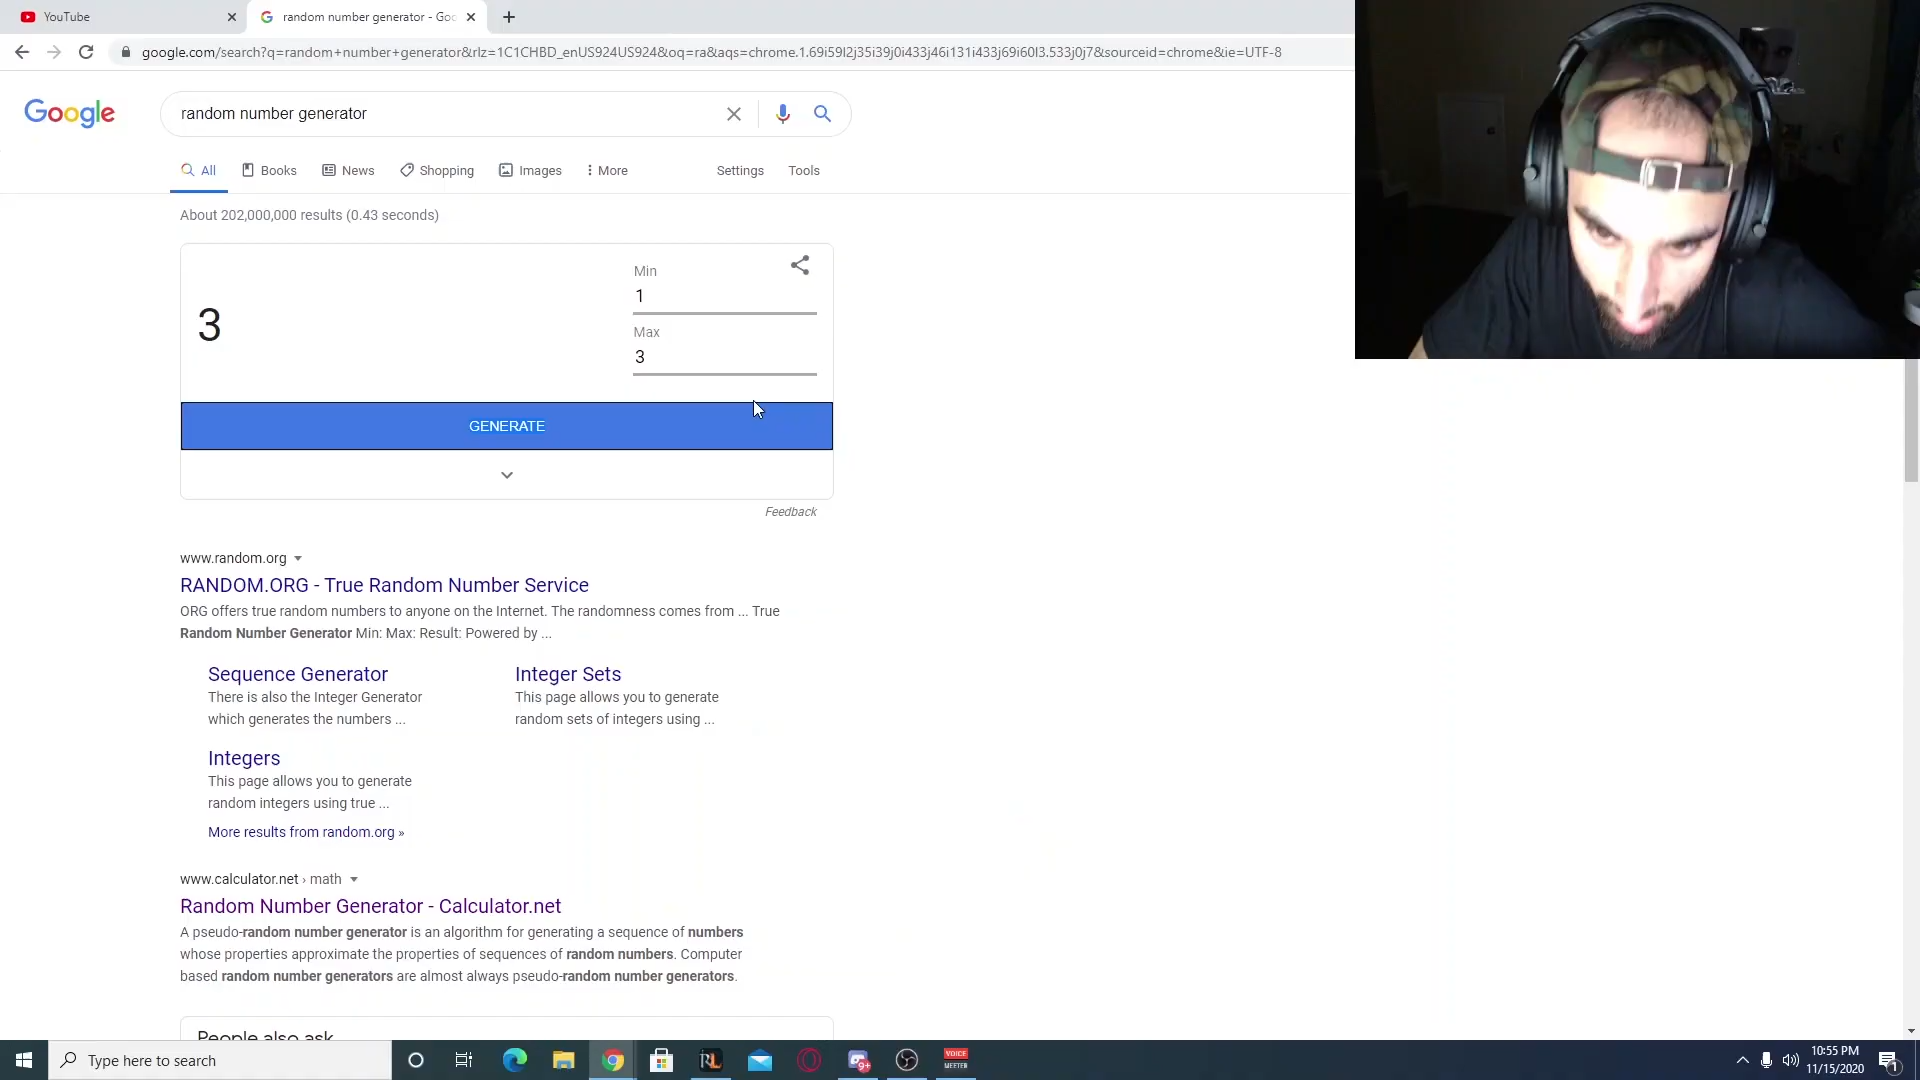 YouTube
random number generator - Goo
google.com/search?q=random+number+generator&rlz=1C1CHBD_enUS924US924&oq=ra&aqs=chrome.1.69i59l2j35i39j0i433j46i131i433j69i60l3.533j0j7&sourceid=chrome&ie=UTF-8
Google
random number generator
All Books News Shopping Images More Settings Tools
About 202,000,000 results (0.43 seconds)
3
Min
1
Max
3
GENERATE
Feedback
www.random.org
RANDOM.ORG - True Random Number Service
ORG offers true random numbers to anyone on the Internet. The randomness comes from ... True
Random Number Generator Min: Max: Result: Powered by ...
Sequence Generator
There is also the Integer Generator
which generates the numbers ...
Integer Sets
This page allows you to generate
random sets of integers using ...
Integers
This page allows you to generate
random integers using true ...
More results from random.org »
www.calculator.net › math
Random Number Generator - Calculator.net
A pseudo-random number generator is an algorithm for generating a sequence of numbers
whose properties approximate the properties of sequences of random numbers. Computer
based random number generators are almost always pseudo-random number generators.
People also ask
Type here to search
RL
9+
VOICE
MEETER
10:55 PM
11/15/2020
1